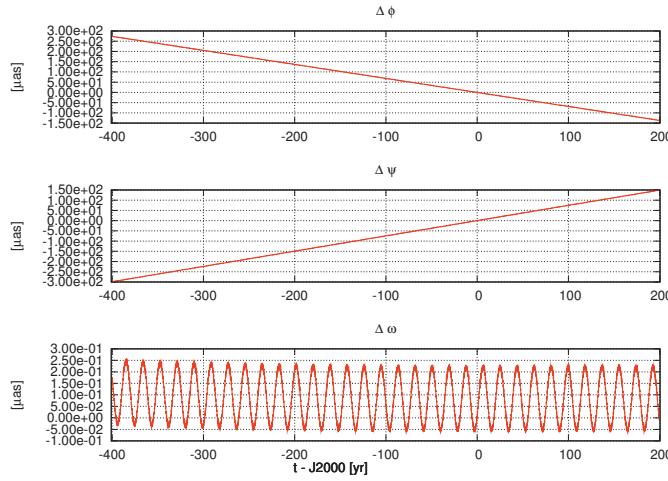 Δ ϕ
[μas]
3.00e+02
2.50e+02
2.00e+02
1.50e+02
1.00e+02
5.00e+01
0.00e+00
-5.00e+01
-1.00e+02
-1.50e+02
-400 -300 -200 -100 0 100 200
Δ ψ
[μas]
1.50e+02
1.00e+02
5.00e+01
0.00e+00
-5.00e+01
-1.00e+02
-1.50e+02
-2.00e+02
-2.50e+02
-3.00e+02
-400 -300 -200 -100 0 100 200
Δ ω
[μas]
3.00e-01
2.50e-01
2.00e-01
1.50e-01
1.00e-01
5.00e-02
0.00e+00
-5.00e-02
-1.00e-01
-400 -300 -200 -100 0 100 200
t - J2000 [yr]